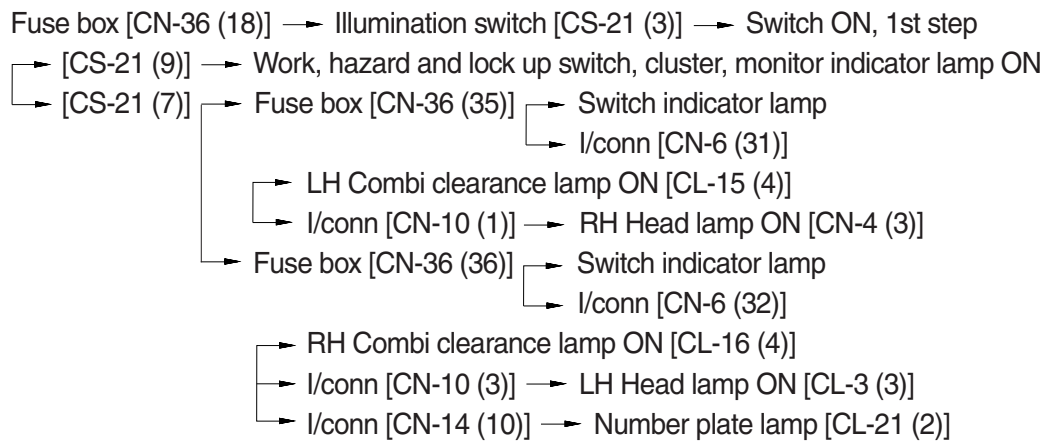 Fuse box [CN-36 (18)] → Illumination switch [CS-21 (3)] → Switch ON, 1st step
→ [CS-21 (9)] → Work, hazard and lock up switch, cluster, monitor indicator lamp ON
→ [CS-21 (7)] → Fuse box [CN-36 (35)] → Switch indicator lamp
→ I/conn [CN-6 (31)]
→ LH Combi clearance lamp ON [CL-15 (4)]
→ I/conn [CN-10 (1)] → RH Head lamp ON [CN-4 (3)]
→ Fuse box [CN-36 (36)] → Switch indicator lamp
→ I/conn [CN-6 (32)]
→ RH Combi clearance lamp ON [CL-16 (4)]
→ I/conn [CN-10 (3)] → LH Head lamp ON [CL-3 (3)]
→ I/conn [CN-14 (10)] → Number plate lamp [CL-21 (2)]